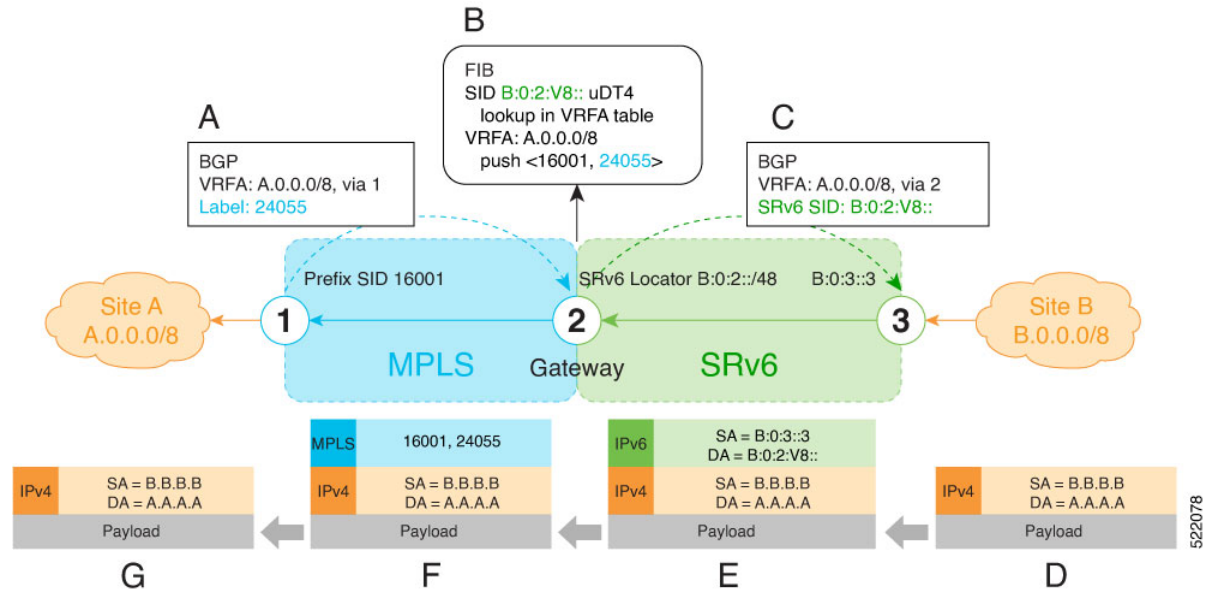 B
FIB
SID B:0:2:V8:: uDT4
lookup in VRFA table
VRFA: A.0.0.0/8
push <16001, 24055>
A
BGP
VRFA: A.0.0.0/8, via 1
Label: 24055
C
BGP
VRFA: A.0.0.0/8, via 2
SRv6 SID: B:0:2:V8::
Prefix SID 16001
SRv6 Locator B:0:2::/48
B:0:3::3
Site A
A.0.0.0/8
1
2
3
Site B
B.0.0.0/8
MPLS
Gateway
SRv6
IPv4
SA = B.B.B.B
DA = A.A.A.A
Payload
G
MPLS
16001, 24055
IPv4
SA = B.B.B.B
DA = A.A.A.A
Payload
F
IPv6
SA = B:0:3::3
DA = B:0:2:V8::
IPv4
SA = B.B.B.B
DA = A.A.A.A
Payload
E
IPv4
SA = B.B.B.B
DA = A.A.A.A
Payload
D
522078